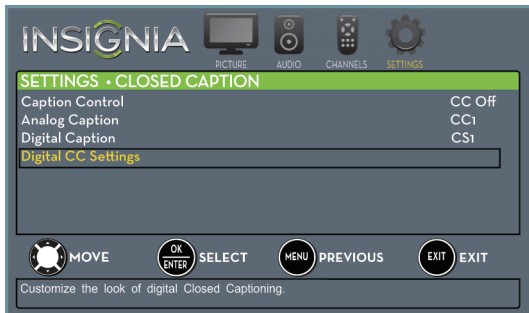 INSIGNIA
PICTURE AUDIO CHANNELS SETTINGS
SETTINGS • CLOSED CAPTION
Caption Control CC Off
Analog Caption CC1
Digital Caption CS1
Digital CC Settings
MOVE OK ENTER SELECT MENU PREVIOUS EXIT EXIT
Customize the look of digital Closed Captioning.